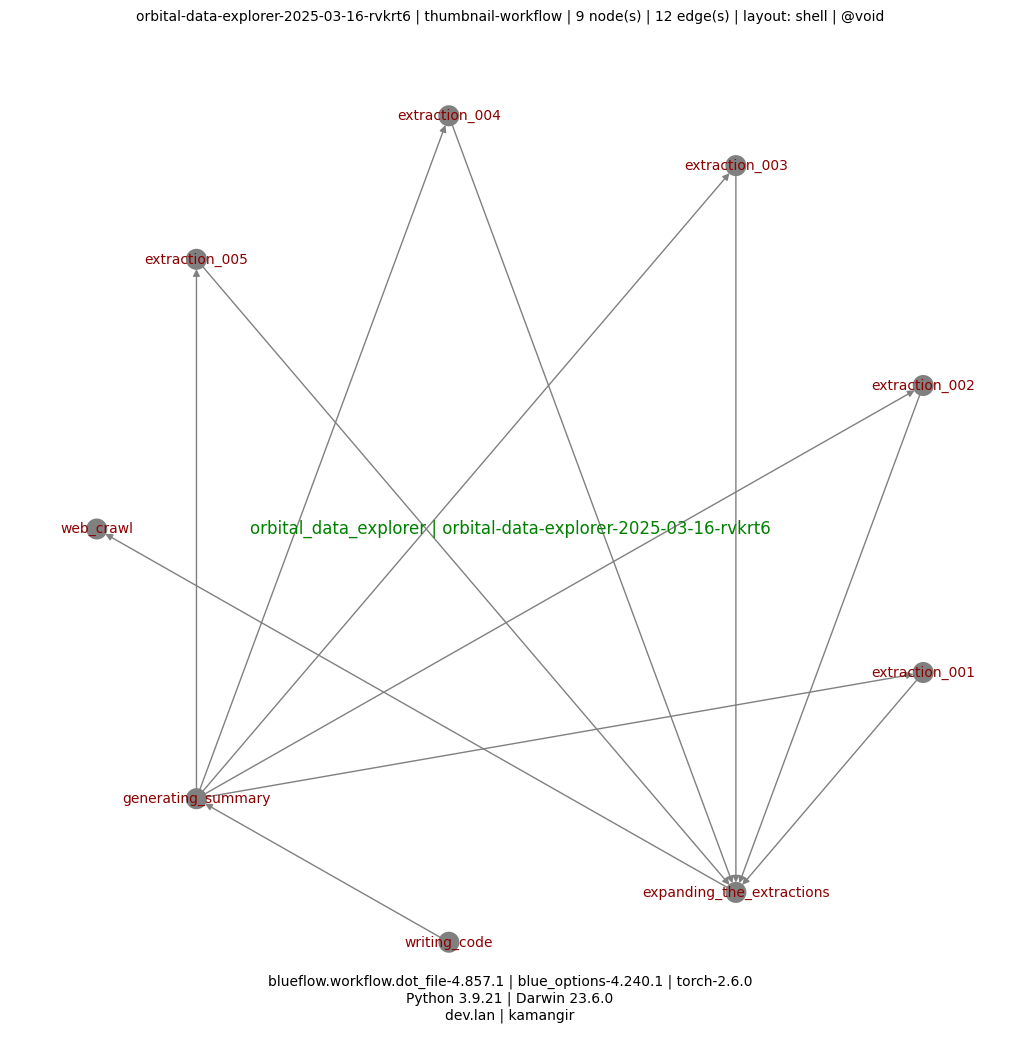 orbital-data-explorer-2025-03-16-rvkrt6 | thumbnail-workflow | 9 node(s) | 12 edge(s) | layout: shell | @void
extraction_004
extraction_003
extraction_005
extraction_002
web_crawl
orbital_data_explorer | orbital-data-explorer-2025-03-16-rvkrt6
extraction_001
generating_summary
expanding_the_extractions
writing_code
blueflow.workflow.dot_file-4.857.1 | blue_options-4.240.1 | torch-2.6.0
Python 3.9.21 | Darwin 23.6.0
dev.lan | kamangir